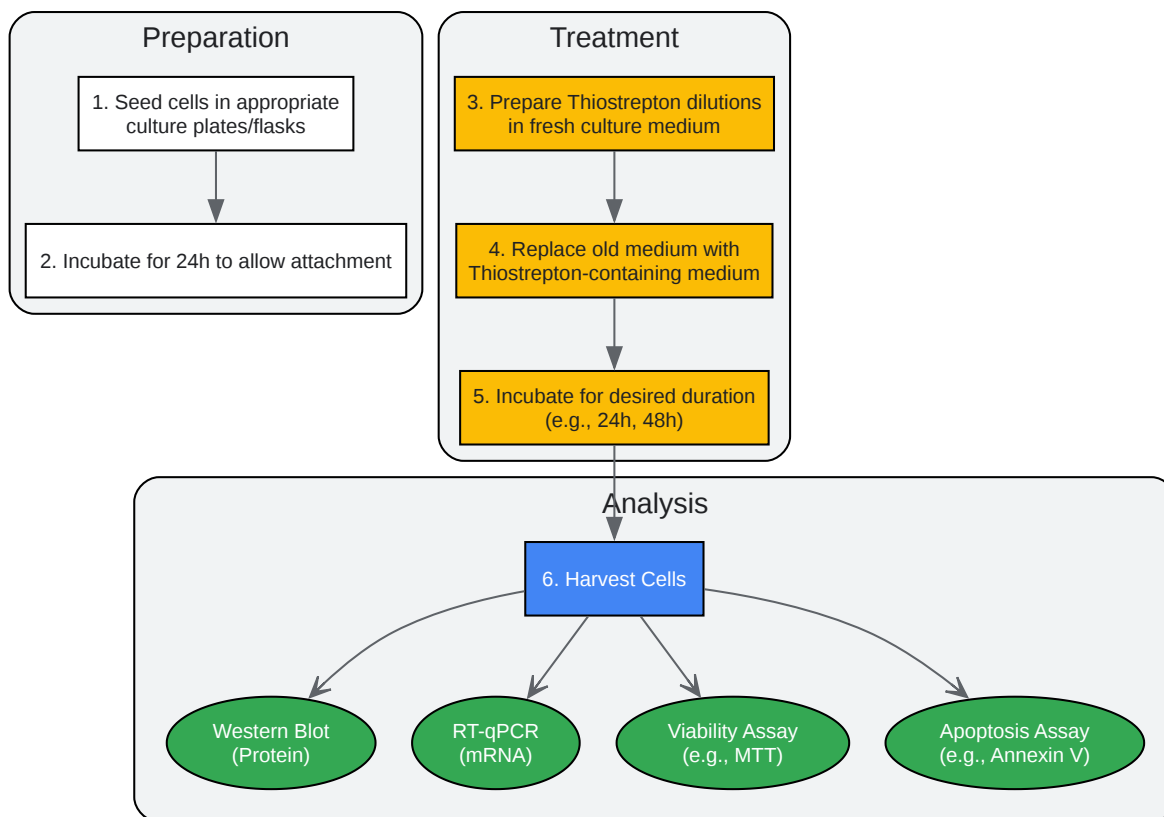 Preparation
1. Seed cells in appropriate
culture plates/flasks
2. Incubate for 24h to allow attachment
Treatment
3. Prepare Thiostrepton dilutions
in fresh culture medium
4. Replace old medium with
Thiostrepton-containing medium
5. Incubate for desired duration
(e.g., 24h, 48h)
Analysis
6. Harvest Cells
Western Blot
(Protein)
RT-qPCR
(mRNA)
Viability Assay
(e.g., MTT)
Apoptosis Assay
(e.g., Annexin V)